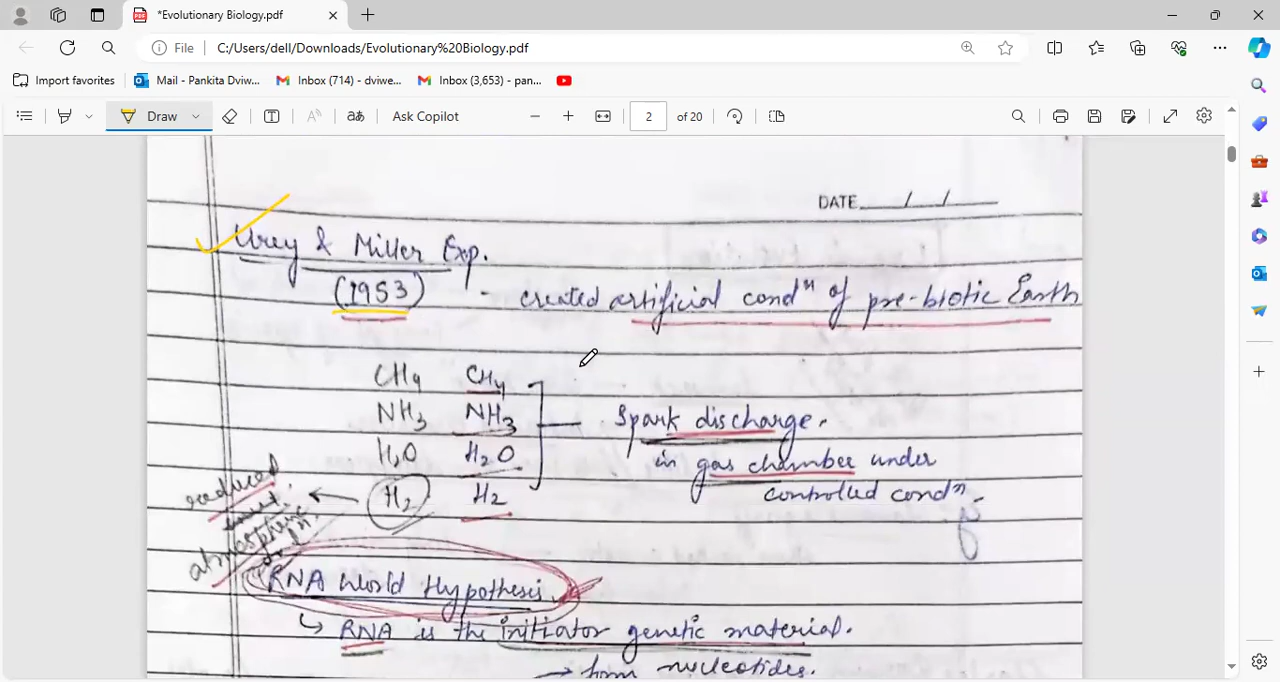 *Evolutionary Biology.pdf
File C:/Users/dell/Downloads/Evolutionary%20Biology.pdf
Import favorites Mail - Pankita Dviw... Inbox (714) - dviwe... Inbox (3,653) - pan...
Draw Ask Copilot 2 of 20
DATE / /
Urey & Miller Exp.
(1953) - created artificial condⁿ of pre-biotic Earth
CH4 CH4
NH3 NH3 Spark discharge.
H2O H2O in gas chamber under
H2 H2 controlled condⁿ
reduced
atmospheric
RNA World Hypothesis.
↳ RNA is the initiator genetic material.
→ form nucleotides.